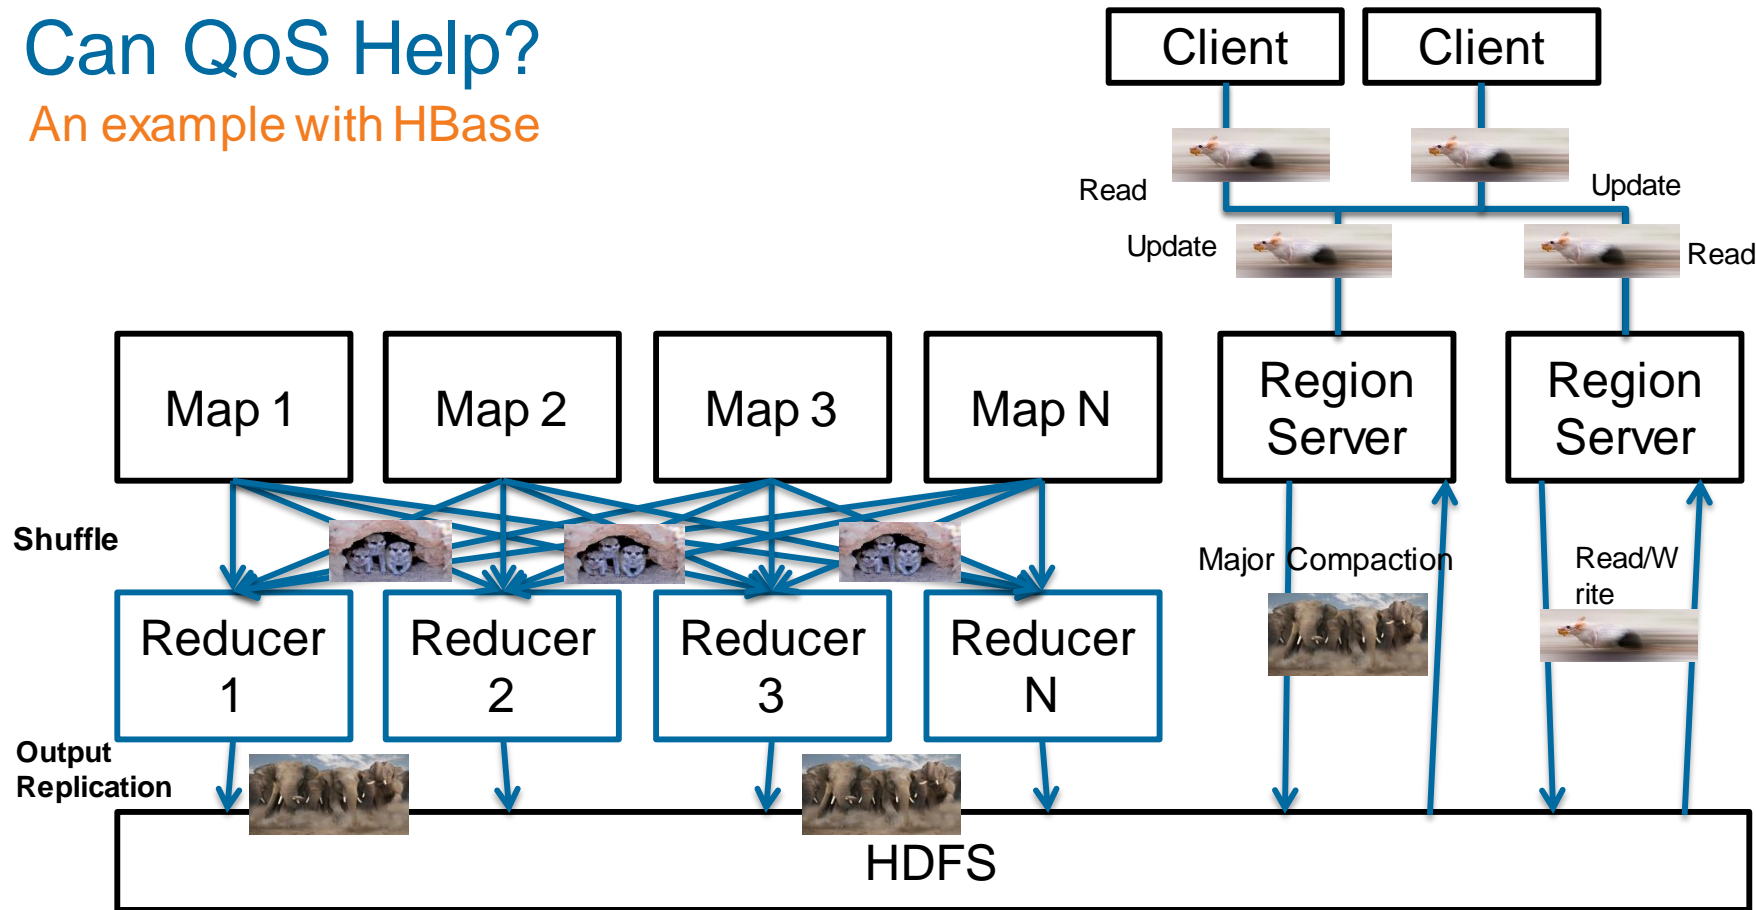 Can QoS Help?
An example with HBase
Client
Client
Read
Update
Update
Read
Map 1
Map 2
Map 3
Map N
Region
Server
Region
Server
Shuffle
Major Compaction
Read/W
rite
Reducer
1
Reducer
2
Reducer
3
Reducer
N
Output
Replication
HDFS